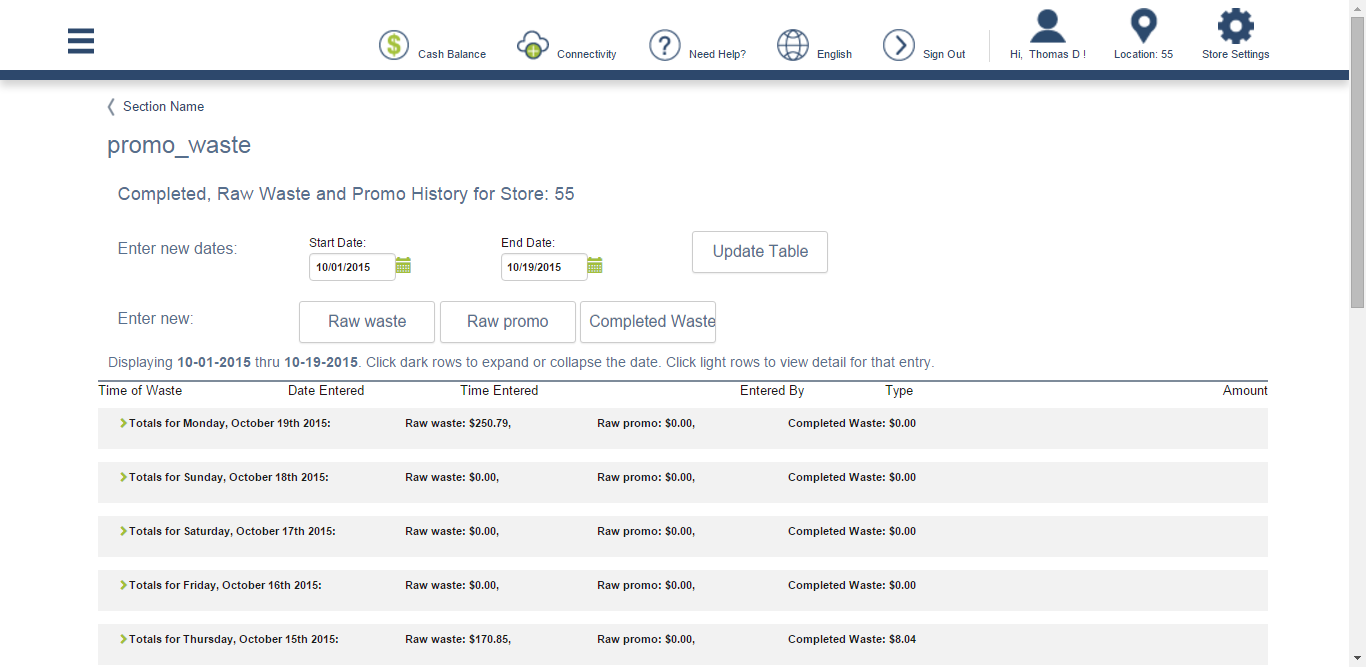 $ Cash Balance Connectivity ? Need Help? English Sign Out Hi, Thomas D ! Location: 55 Store Settings
Section Name
promo_waste
Completed, Raw Waste and Promo History for Store: 55
Enter new dates: Start Date: End Date: Update Table
10/01/2015 10/19/2015
Enter new: Raw waste Raw promo Completed Waste
Displaying 10-01-2015 thru 10-19-2015. Click dark rows to expand or collapse the date. Click light rows to view detail for that entry.
Time of Waste Date Entered Time Entered Entered By Type Amount
Totals for Monday, October 19th 2015: Raw waste: $250.79, Raw promo: $0.00, Completed Waste: $0.00
Totals for Sunday, October 18th 2015: Raw waste: $0.00, Raw promo: $0.00, Completed Waste: $0.00
Totals for Saturday, October 17th 2015: Raw waste: $0.00, Raw promo: $0.00, Completed Waste: $0.00
Totals for Friday, October 16th 2015: Raw waste: $0.00, Raw promo: $0.00, Completed Waste: $0.00
Totals for Thursday, October 15th 2015: Raw waste: $170.85, Raw promo: $0.00, Completed Waste: $8.04